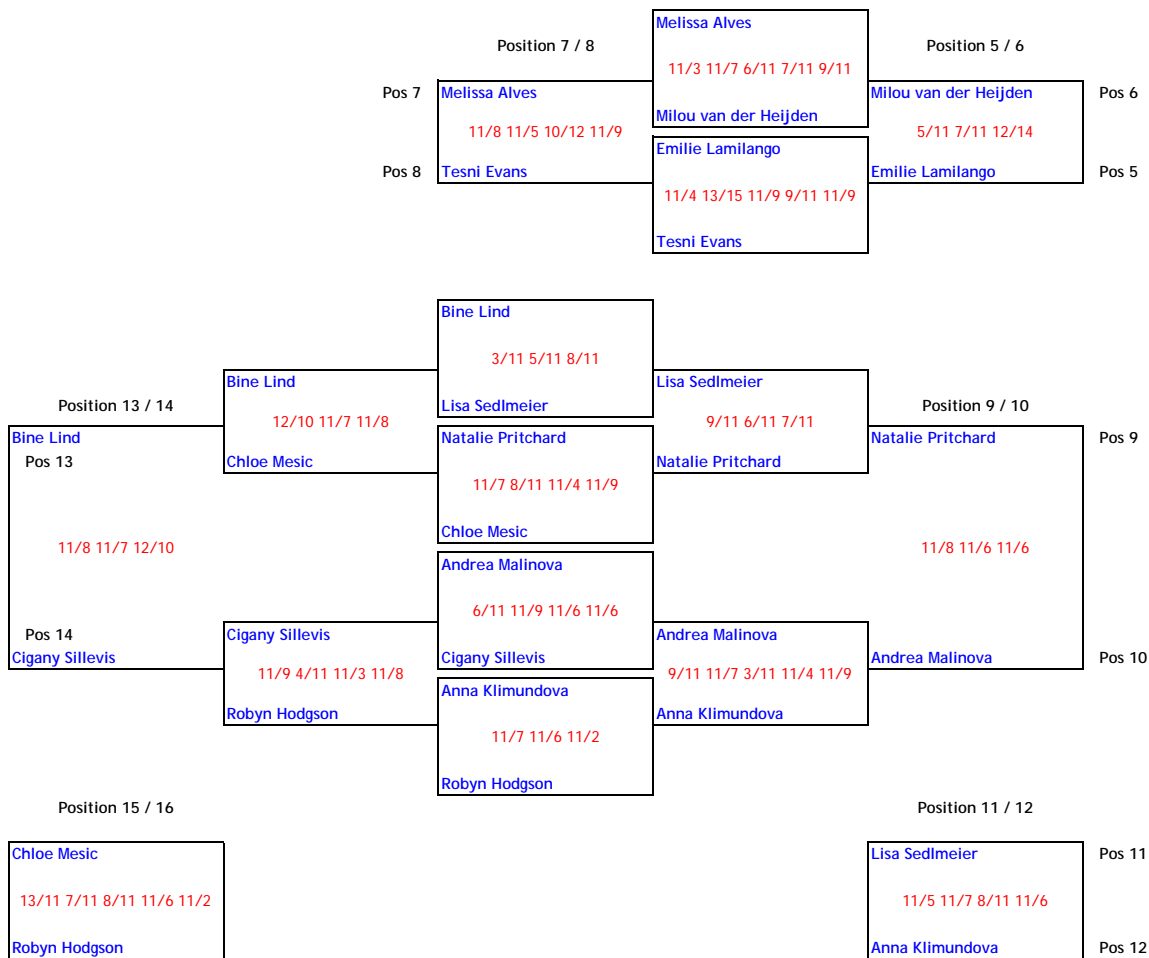 Melissa Alves
Position 7 / 8
Position 5 / 6
11/3 11/7 6/11 7/11 9/11
Pos 7
Melissa Alves
Milou van der Heijden
Pos 6
Milou van der Heijden
11/8 11/5 10/12 11/9
5/11 7/11 12/14
Emilie Lamilango
Pos 8
Tesni Evans
Emilie Lamilango
Pos 5
11/4 13/15 11/9 9/11 11/9
Tesni Evans
Bine Lind
3/11 5/11 8/11
Bine Lind
Lisa Sedlmeier
Position 13 / 14
Lisa Sedlmeier
Position 9 / 10
12/10 11/7 11/8
9/11 6/11 7/11
Bine Lind
Natalie Pritchard
Natalie Pritchard
Pos 9
Pos 13
Chloe Mesic
Natalie Pritchard
11/7 8/11 11/4 11/9
Chloe Mesic
11/8 11/7 12/10
11/8 11/6 11/6
Andrea Malinova
6/11 11/9 11/6 11/6
Pos 14
Cigany Sillevis
Andrea Malinova
Cigany Sillevis
Cigany Sillevis
Andrea Malinova
Pos 10
11/9 4/11 11/3 11/8
9/11 11/7 3/11 11/4 11/9
Anna Klimundova
Robyn Hodgson
Anna Klimundova
11/7 11/6 11/2
Robyn Hodgson
Position 15 / 16
Position 11 / 12
Chloe Mesic
Lisa Sedlmeier
Pos 11
13/11 7/11 8/11 11/6 11/2
11/5 11/7 8/11 11/6
Robyn Hodgson
Anna Klimundova
Pos 12